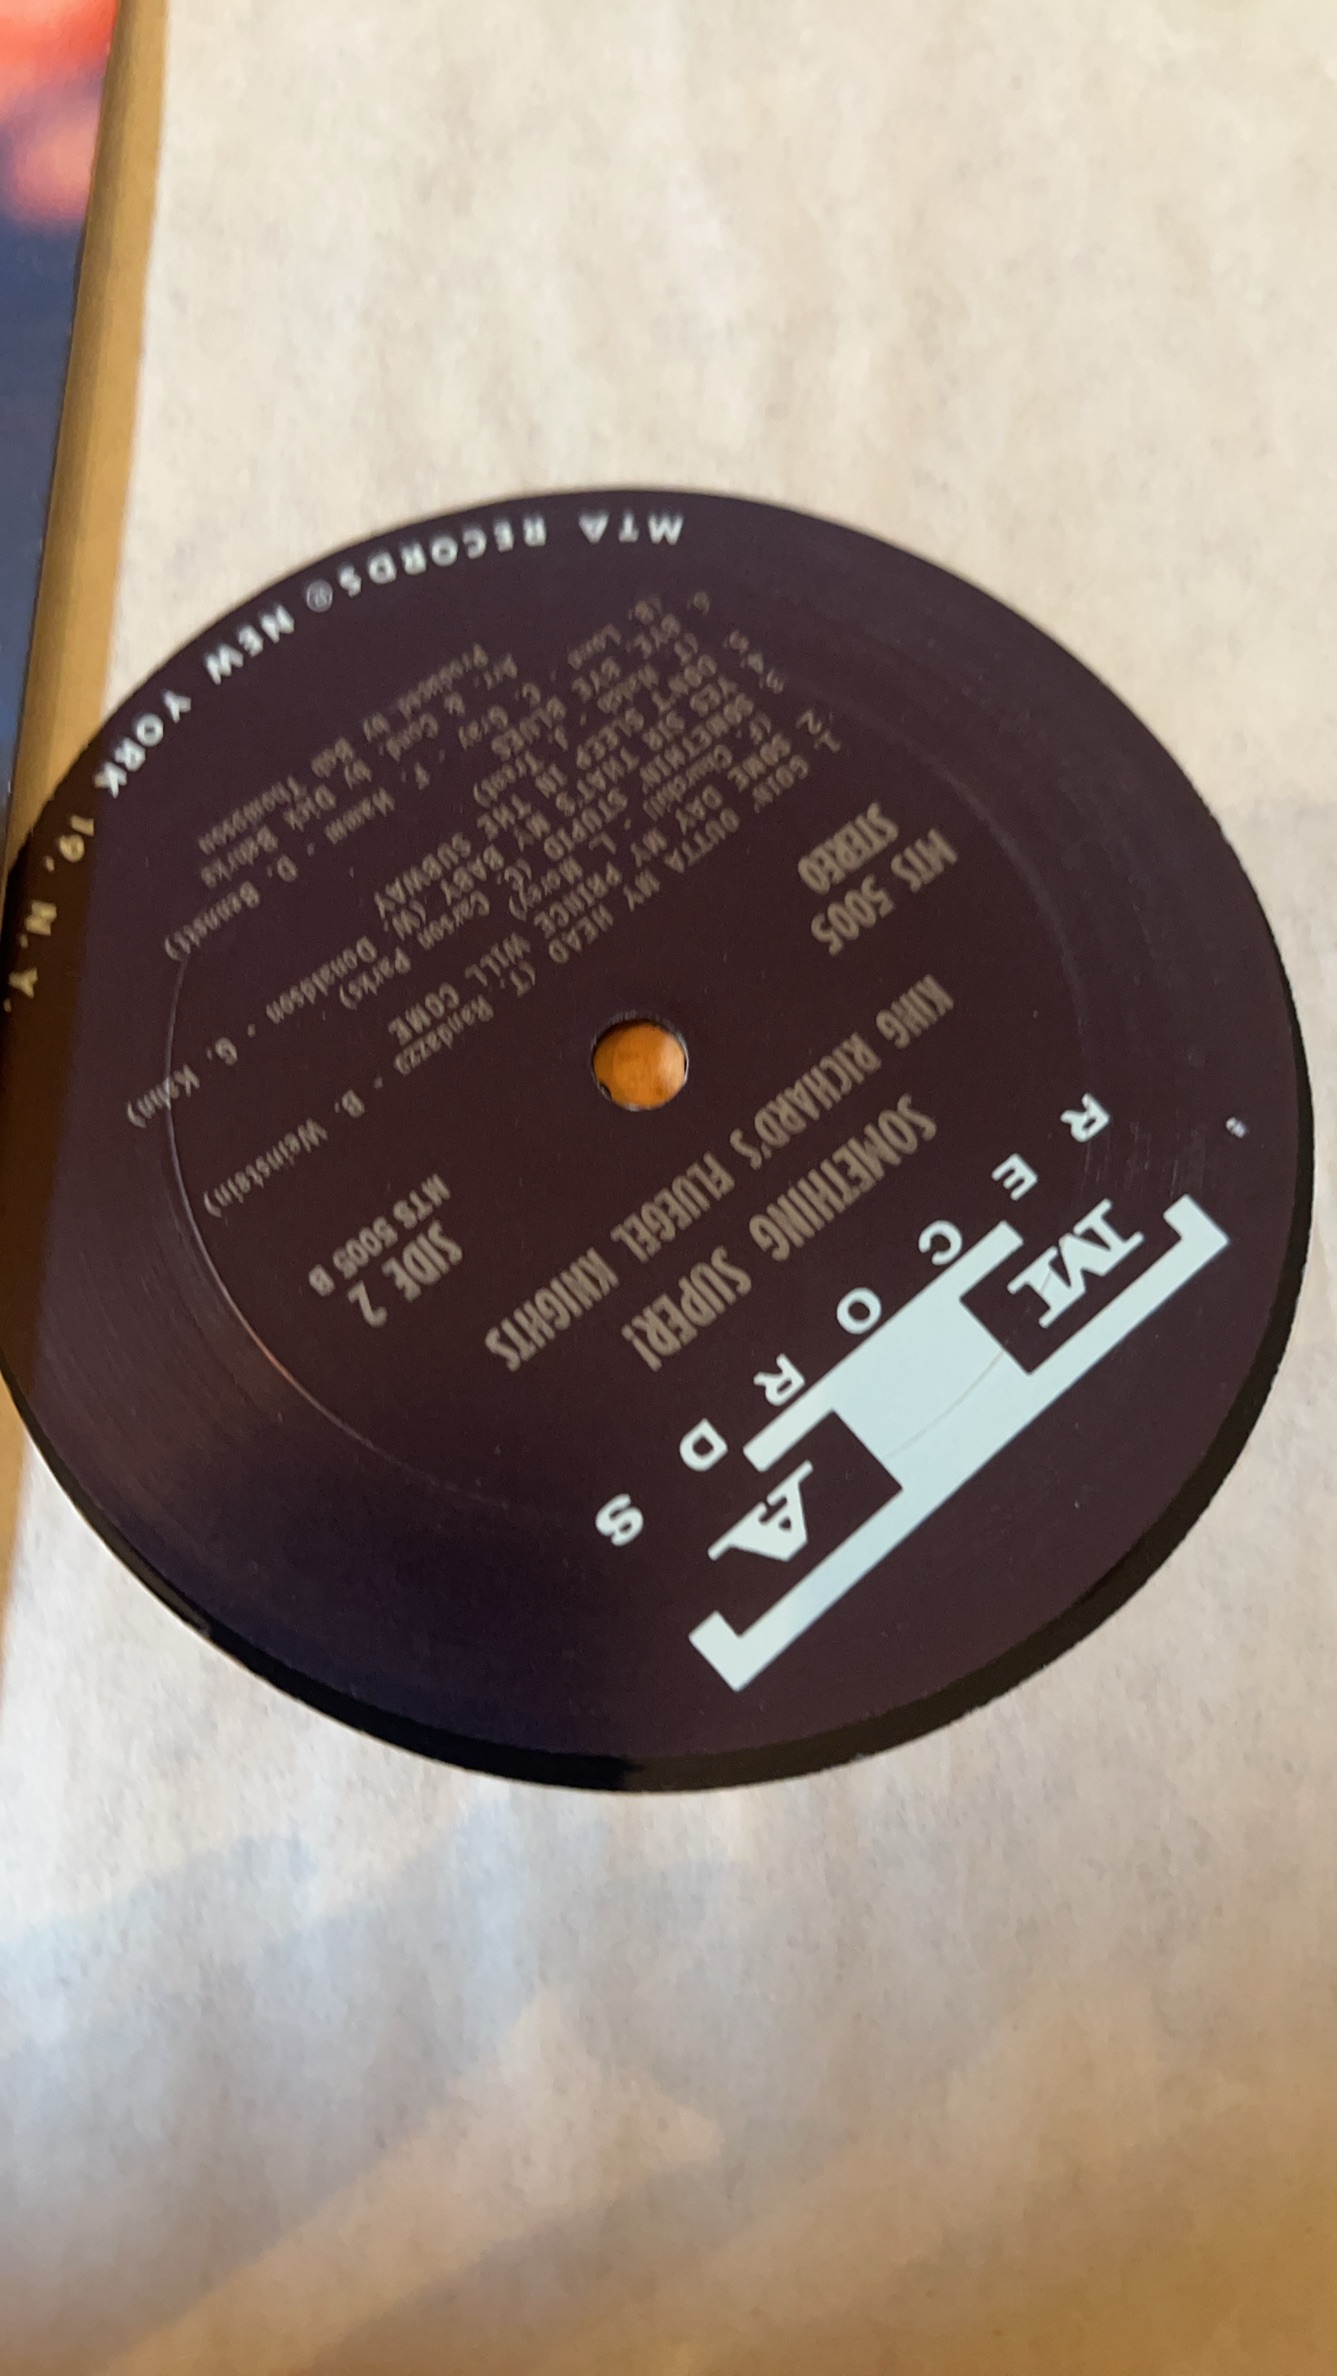 MTA
RECORDS
SOMETHING SUPER!
KING RICHARD'S FLUEGEL KNIGHTS
MTS 5005
STEREO
SIDE 2
MTS 5005 B
1. GOIN' OUTTA MY HEAD (T. Randazzo - B. Weinstein)
2. SOME DAY MY PRINCE WILL COME
(F. Churchill - L. Morey)
3. SOMETHIN' STUPID (C. Carson Parks)
4. YES SIR THAT'S MY BABY (W. Donaldson - G. Kahn)
5. DON'T SLEEP IN THE SUBWAY
(T. Hatch - J. Trent)
6. BYE, BYE BLUES
(B. Lown - C. Gray - F. Hamm - D. Bennett)
Arr. & Cond. by Dick Behrke
Produced by Bob Thompson
MTA RECORDS® NEW YORK 19, N.Y.